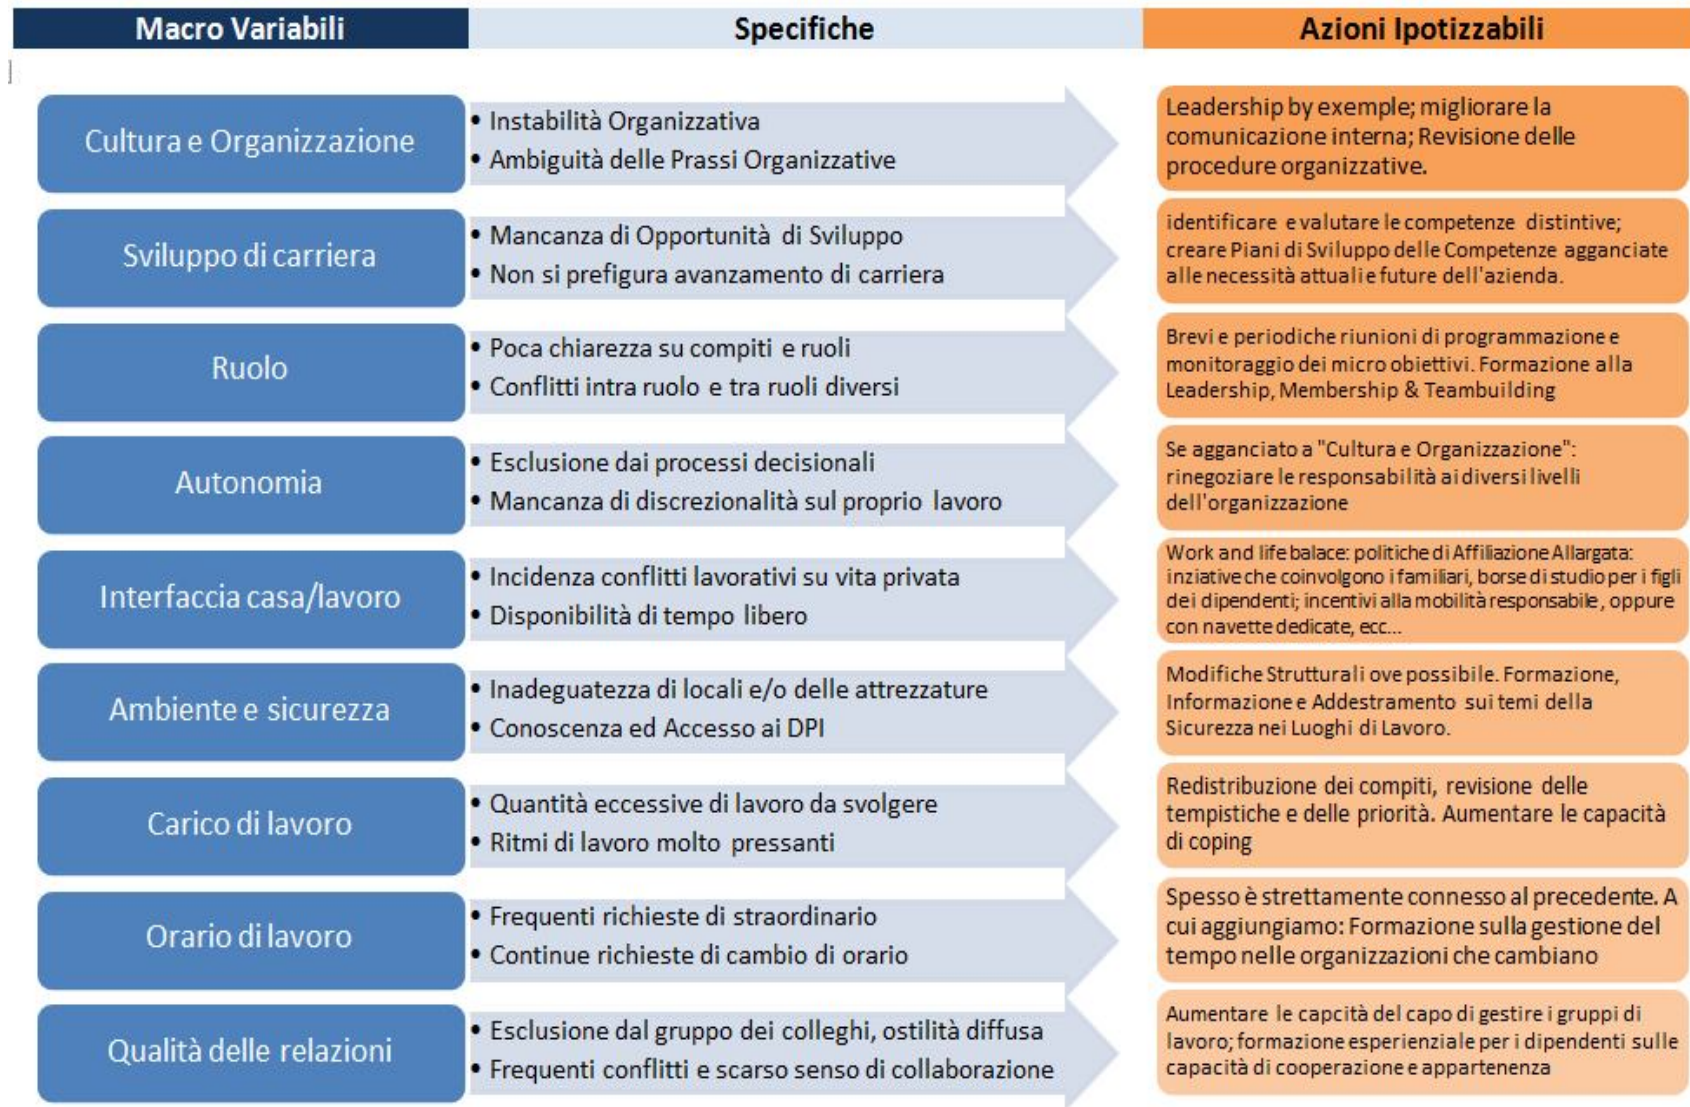 Macro Variabili
Specifiche
Azioni Ipotizzabili
Cultura e Organizzazione
• Instabilità Organizzativa
• Ambiguità delle Prassi Organizzative
Leadership by exemple; migliorare la
comunicazione interna; Revisione delle
procedure organizzative.
Sviluppo di carriera
• Mancanza di Opportunità di Sviluppo
• Non si prefigura avanzamento di carriera
identificare e valutare le competenze distintive;
creare Piani di Sviluppo delle Competenze agganciate
alle necessità attuali e future dell'azienda.
Ruolo
• Poca chiarezza su compiti e ruoli
• Conflitti intra ruolo e tra ruoli diversi
Brevi e periodiche riunioni di programmazione e
monitoraggio dei micro obiettivi. Formazione alla
Leadership, Membership & Teambuilding
Autonomia
• Esclusione dai processi decisionali
• Mancanza di discrezionalità sul proprio lavoro
Se agganciato a "Cultura e Organizzazione":
rinegoziare le responsabilità ai diversi livelli
dell'organizzazione
Interfaccia casa/lavoro
• Incidenza conflitti lavorativi su vita privata
• Disponibilità di tempo libero
Work and life balace: politiche di Affiliazione Allargata:
inziative che coinvolgono i familiari, borse di studio per i figli
dei dipendenti; incentivi alla mobilità responsabile, oppure
con navette dedicate, ecc...
Ambiente e sicurezza
• Inadeguatezza di locali e/o delle attrezzature
• Conoscenza ed Accesso ai DPI
Modifiche Strutturali ove possibile. Formazione,
Informazione e Addestramento sui temi della
Sicurezza nei Luoghi di Lavoro.
Carico di lavoro
• Quantità eccessive di lavoro da svolgere
• Ritmi di lavoro molto pressanti
Redistribuzione dei compiti, revisione delle
tempistiche e delle priorità. Aumentare le capacità
di coping
Orario di lavoro
• Frequenti richieste di straordinario
• Continue richieste di cambio di orario
Spesso è strettamente connesso al precedente. A
cui aggiungiamo: Formazione sulla gestione del
tempo nelle organizzazioni che cambiano
Qualità delle relazioni
• Esclusione dal gruppo dei colleghi, ostilità diffusa
• Frequenti conflitti e scarso senso di collaborazione
Aumentare le capcità del capo di gestire i gruppi di
lavoro; formazione esperienziale per i dipendenti sulle
capacità di cooperazione e appartenenza